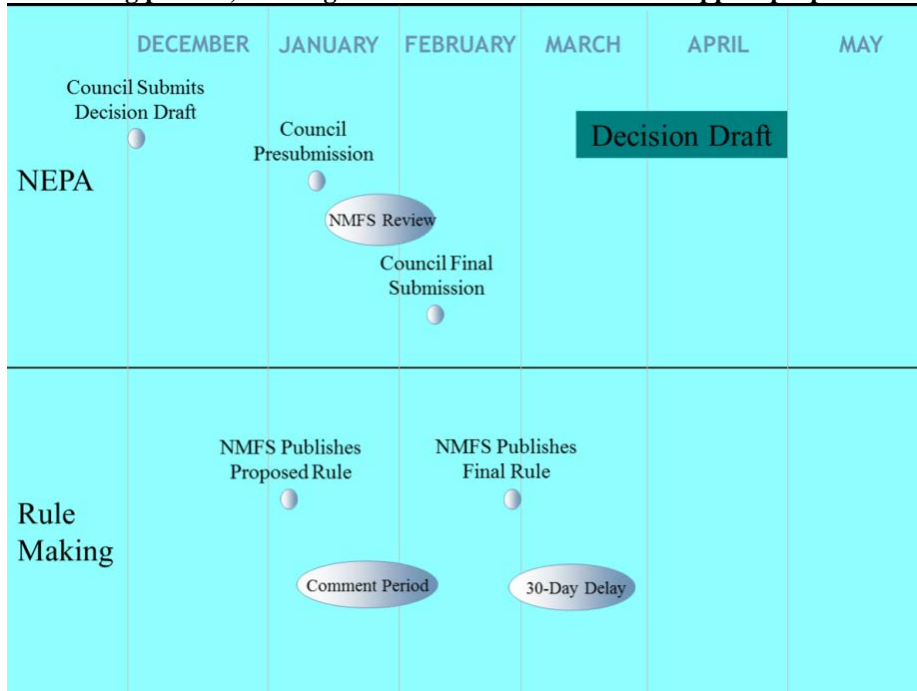 DECEMBER JANUARY FEBRUARY MARCH APRIL MAY
Council Submits
Decision Draft
Council
Presubmission
Decision Draft
NEPA
NMFS Review
Council Final
Submission
NMFS Publishes
Proposed Rule
NMFS Publishes
Final Rule
Rule
Making
Comment Period
30-Day Delay